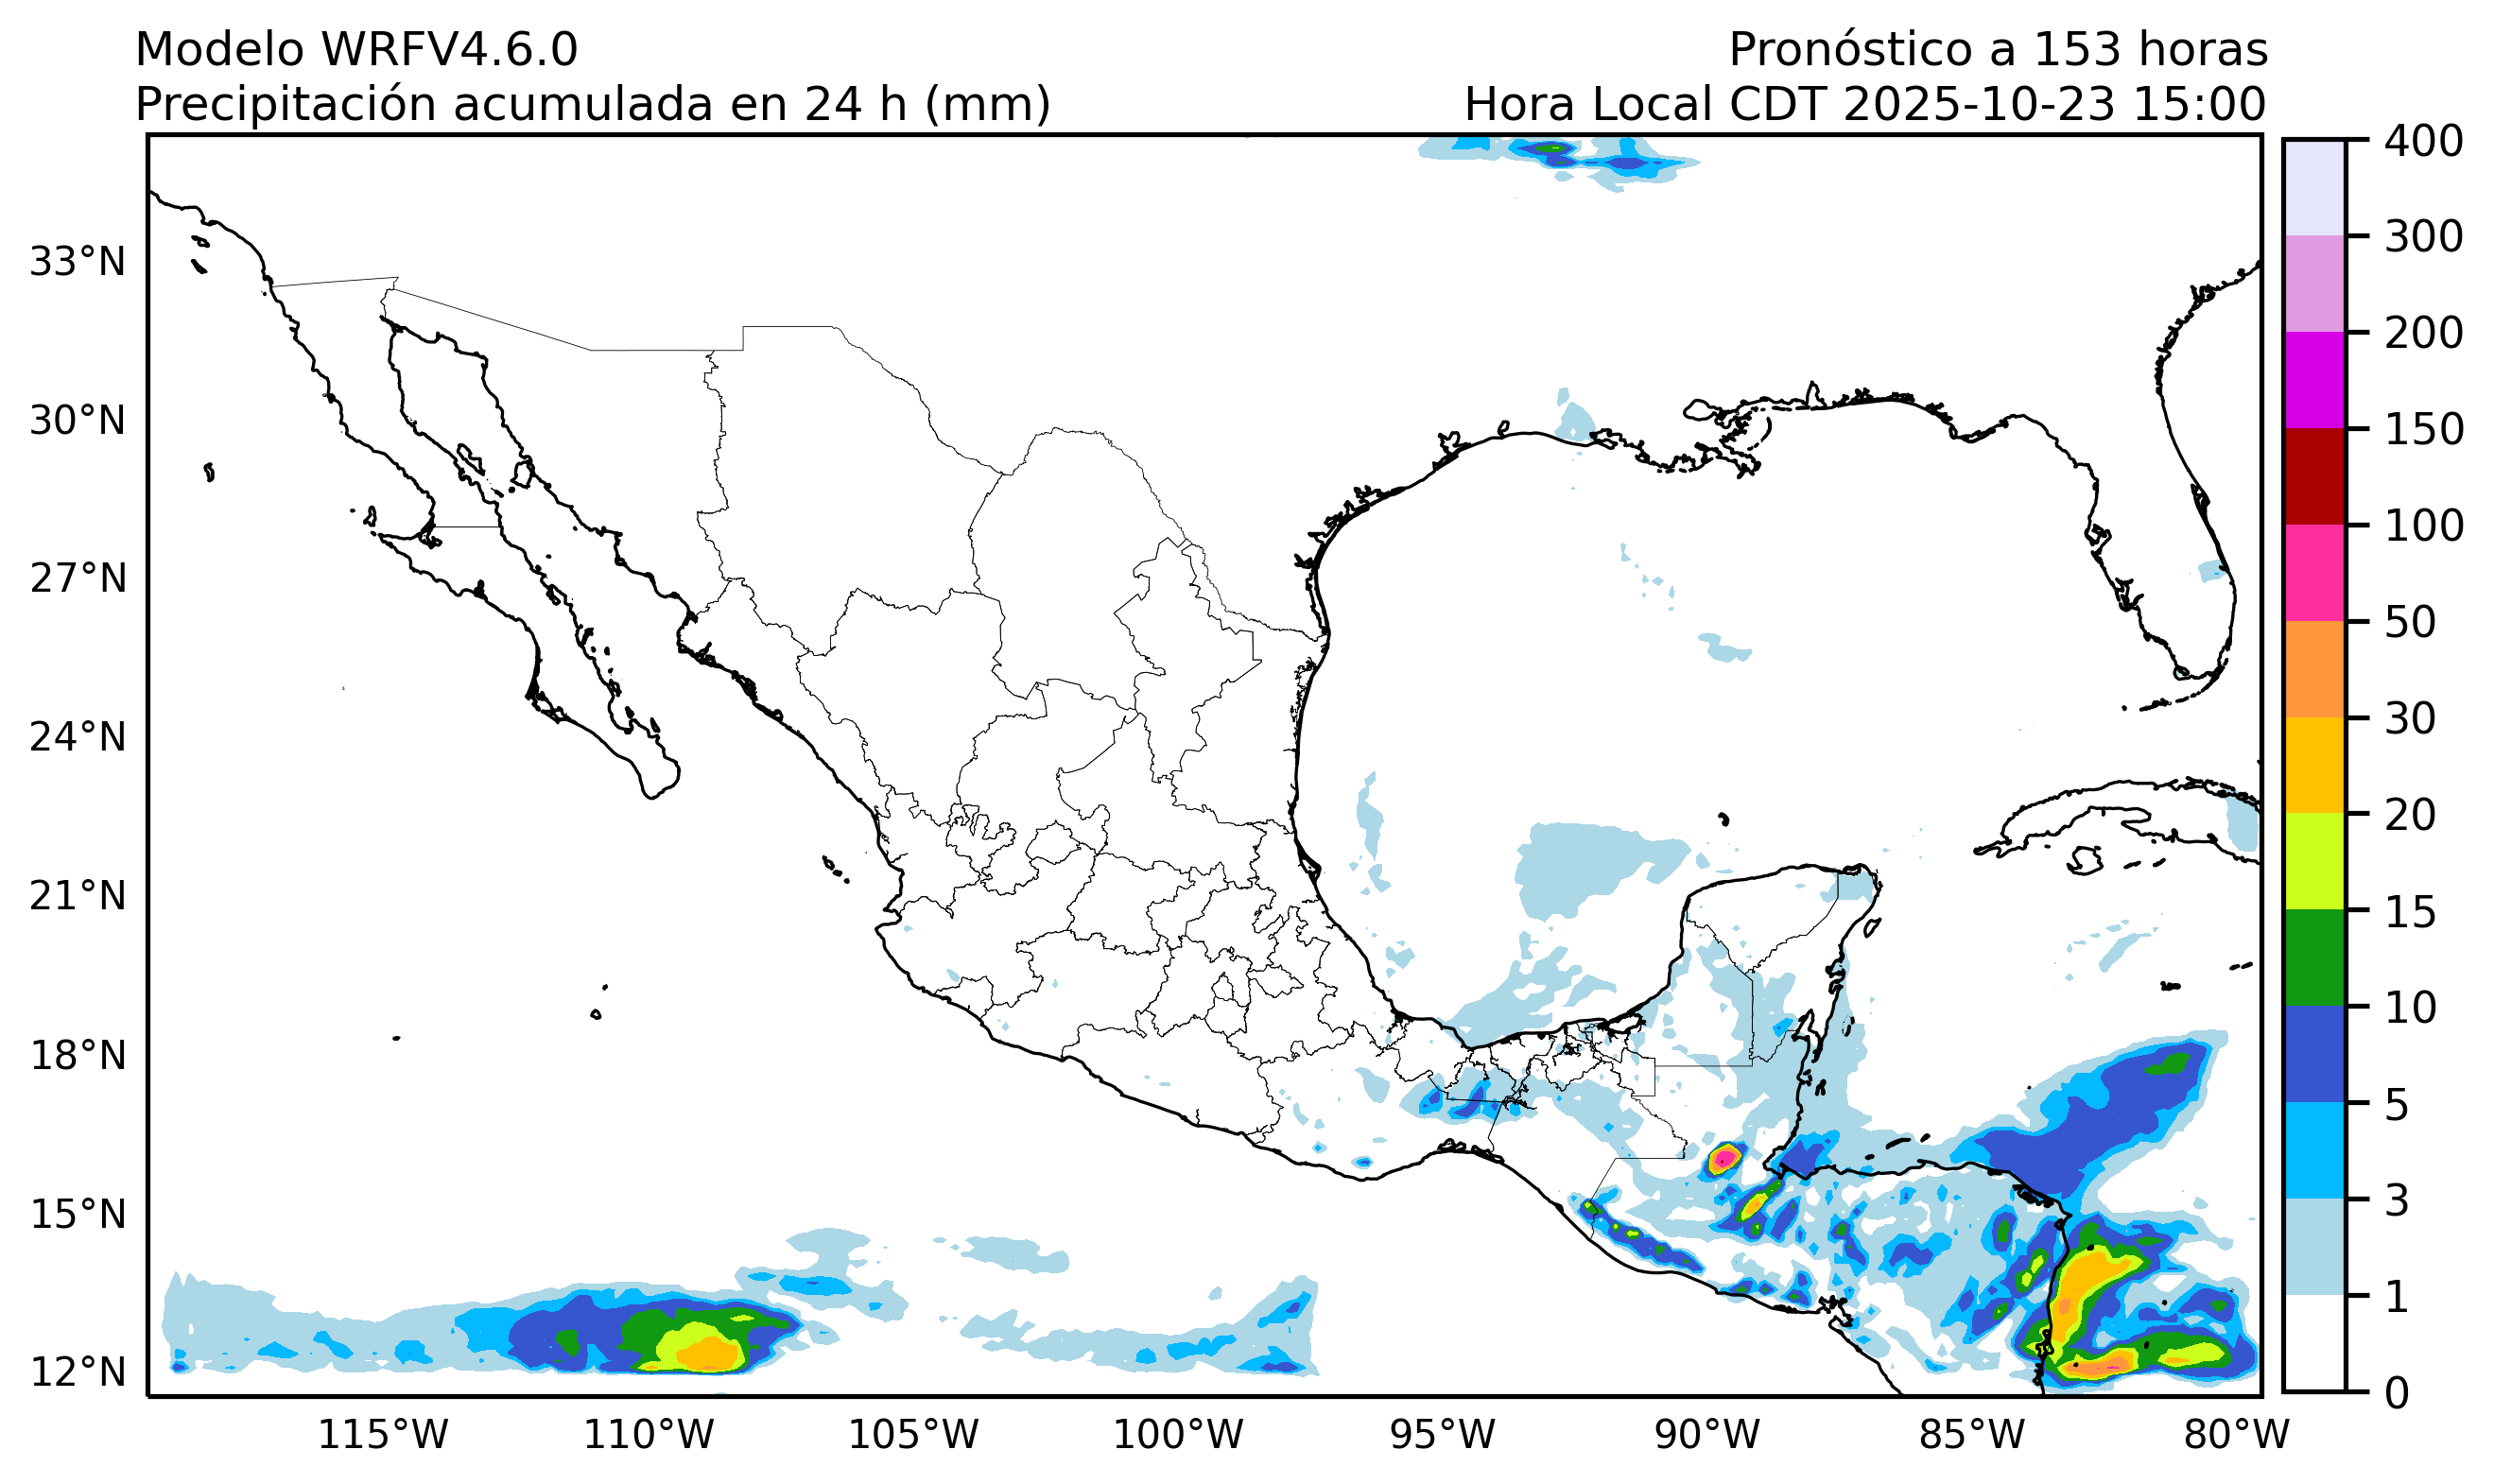 Modelo WRFV4.6.0
Pronóstico a 153 horas
Precipitación acumulada en 24 h (mm)
Hora Local CDT 2025-10-23 15:00
33°N
30°N
27°N
24°N
21°N
18°N
15°N
12°N
115°W
110°W
105°W
100°W
95°W
90°W
85°W
80°W
400
300
200
150
100
50
30
20
15
10
5
3
1
0